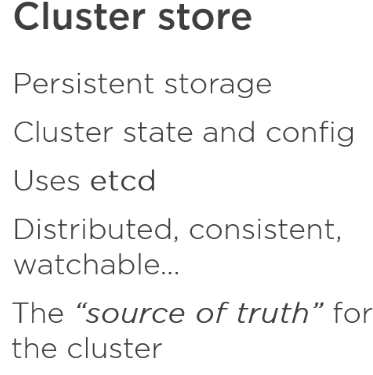 Cluster store
Persistent storage
Cluster state and config
Uses etcd
Distributed, consistent,
watchable...
The “source of truth” for
the cluster